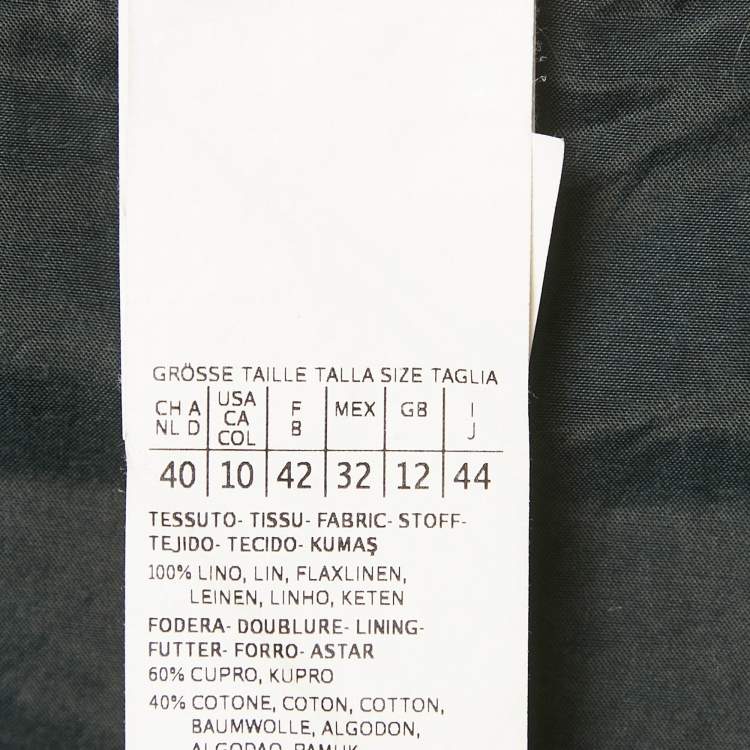 GRÖSSE TAILLE TALLA SIZE TAGLIA
CH A NL D | USA CA COL | F B | MEX | GB | I J
40 | 10 | 42 | 32 | 12 | 44
TESSUTO- TISSU- FABRIC- STOFF-
TEJIDO- TECIDO- KUMAŞ
100% LINO, LIN, FLAXLINEN,
LEINEN, LINHO, KETEN
FODERA- DOUBLURE- LINING-
FUTTER- FORRO- ASTAR
60% CUPRO, KUPRO
40% COTONE, COTON, COTTON,
BAUMWOLLE, ALGODON,
ALGODAO, PAMUK